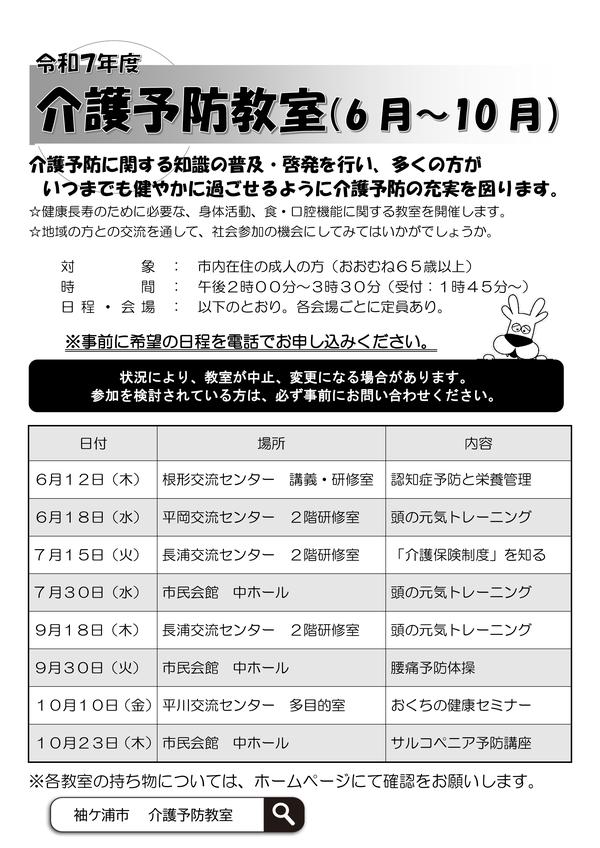 令和7年度
介護予防教室(6月～10月)
介護予防に関する知識の普及・啓発を行い、多くの方が
いつまでも健やかに過ごせるように介護予防の充実を図ります。
☆健康長寿のために必要な、身体活動、食・口腔機能に関する教室を開催します。
☆地域の方との交流を通して、社会参加の機会にしてみてはいかがでしょうか。
対象：市内在住の成人の方（おおむね６５歳以上）
時間：午後２時００分～３時３０分（受付：１時４５分～）
日程・会場：以下のとおり。各会場ごとに定員あり。
※事前に希望の日程を電話でお申し込みください。
状況により、教室が中止、変更になる場合があります。
参加を検討されている方は、必ず事前にお問い合わせください。
日付 場所 内容
６月１２日（木） 根形交流センター　講義・研修室 認知症予防と栄養管理
６月１８日（水） 平岡交流センター　２階研修室 頭の元気トレーニング
７月１５日（火） 長浦交流センター　２階研修室 「介護保険制度」を知る
７月３０日（水） 市民会館　中ホール 頭の元気トレーニング
９月１８日（木） 長浦交流センター　２階研修室 頭の元気トレーニング
９月３０日（火） 市民会館　中ホール 腰痛予防体操
１０月１０日（金） 平川交流センター　多目的室 おくちの健康セミナー
１０月２３日（木） 市民会館　中ホール サルコペニア予防講座
※各教室の持ち物については、ホームページにて確認をお願いします。
袖ケ浦市　介護予防教室